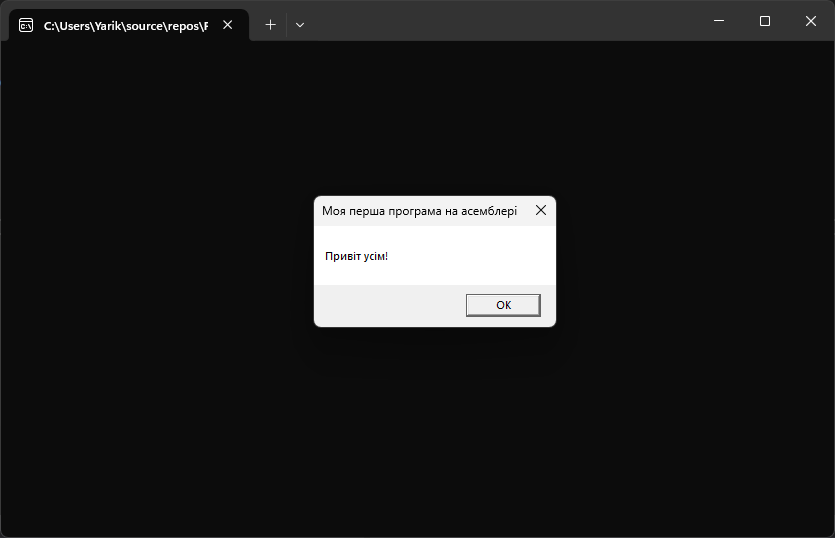 C:\Users\Yarik\source\repos\F
Моя перша програма на асемблері
Привіт усім!
OK